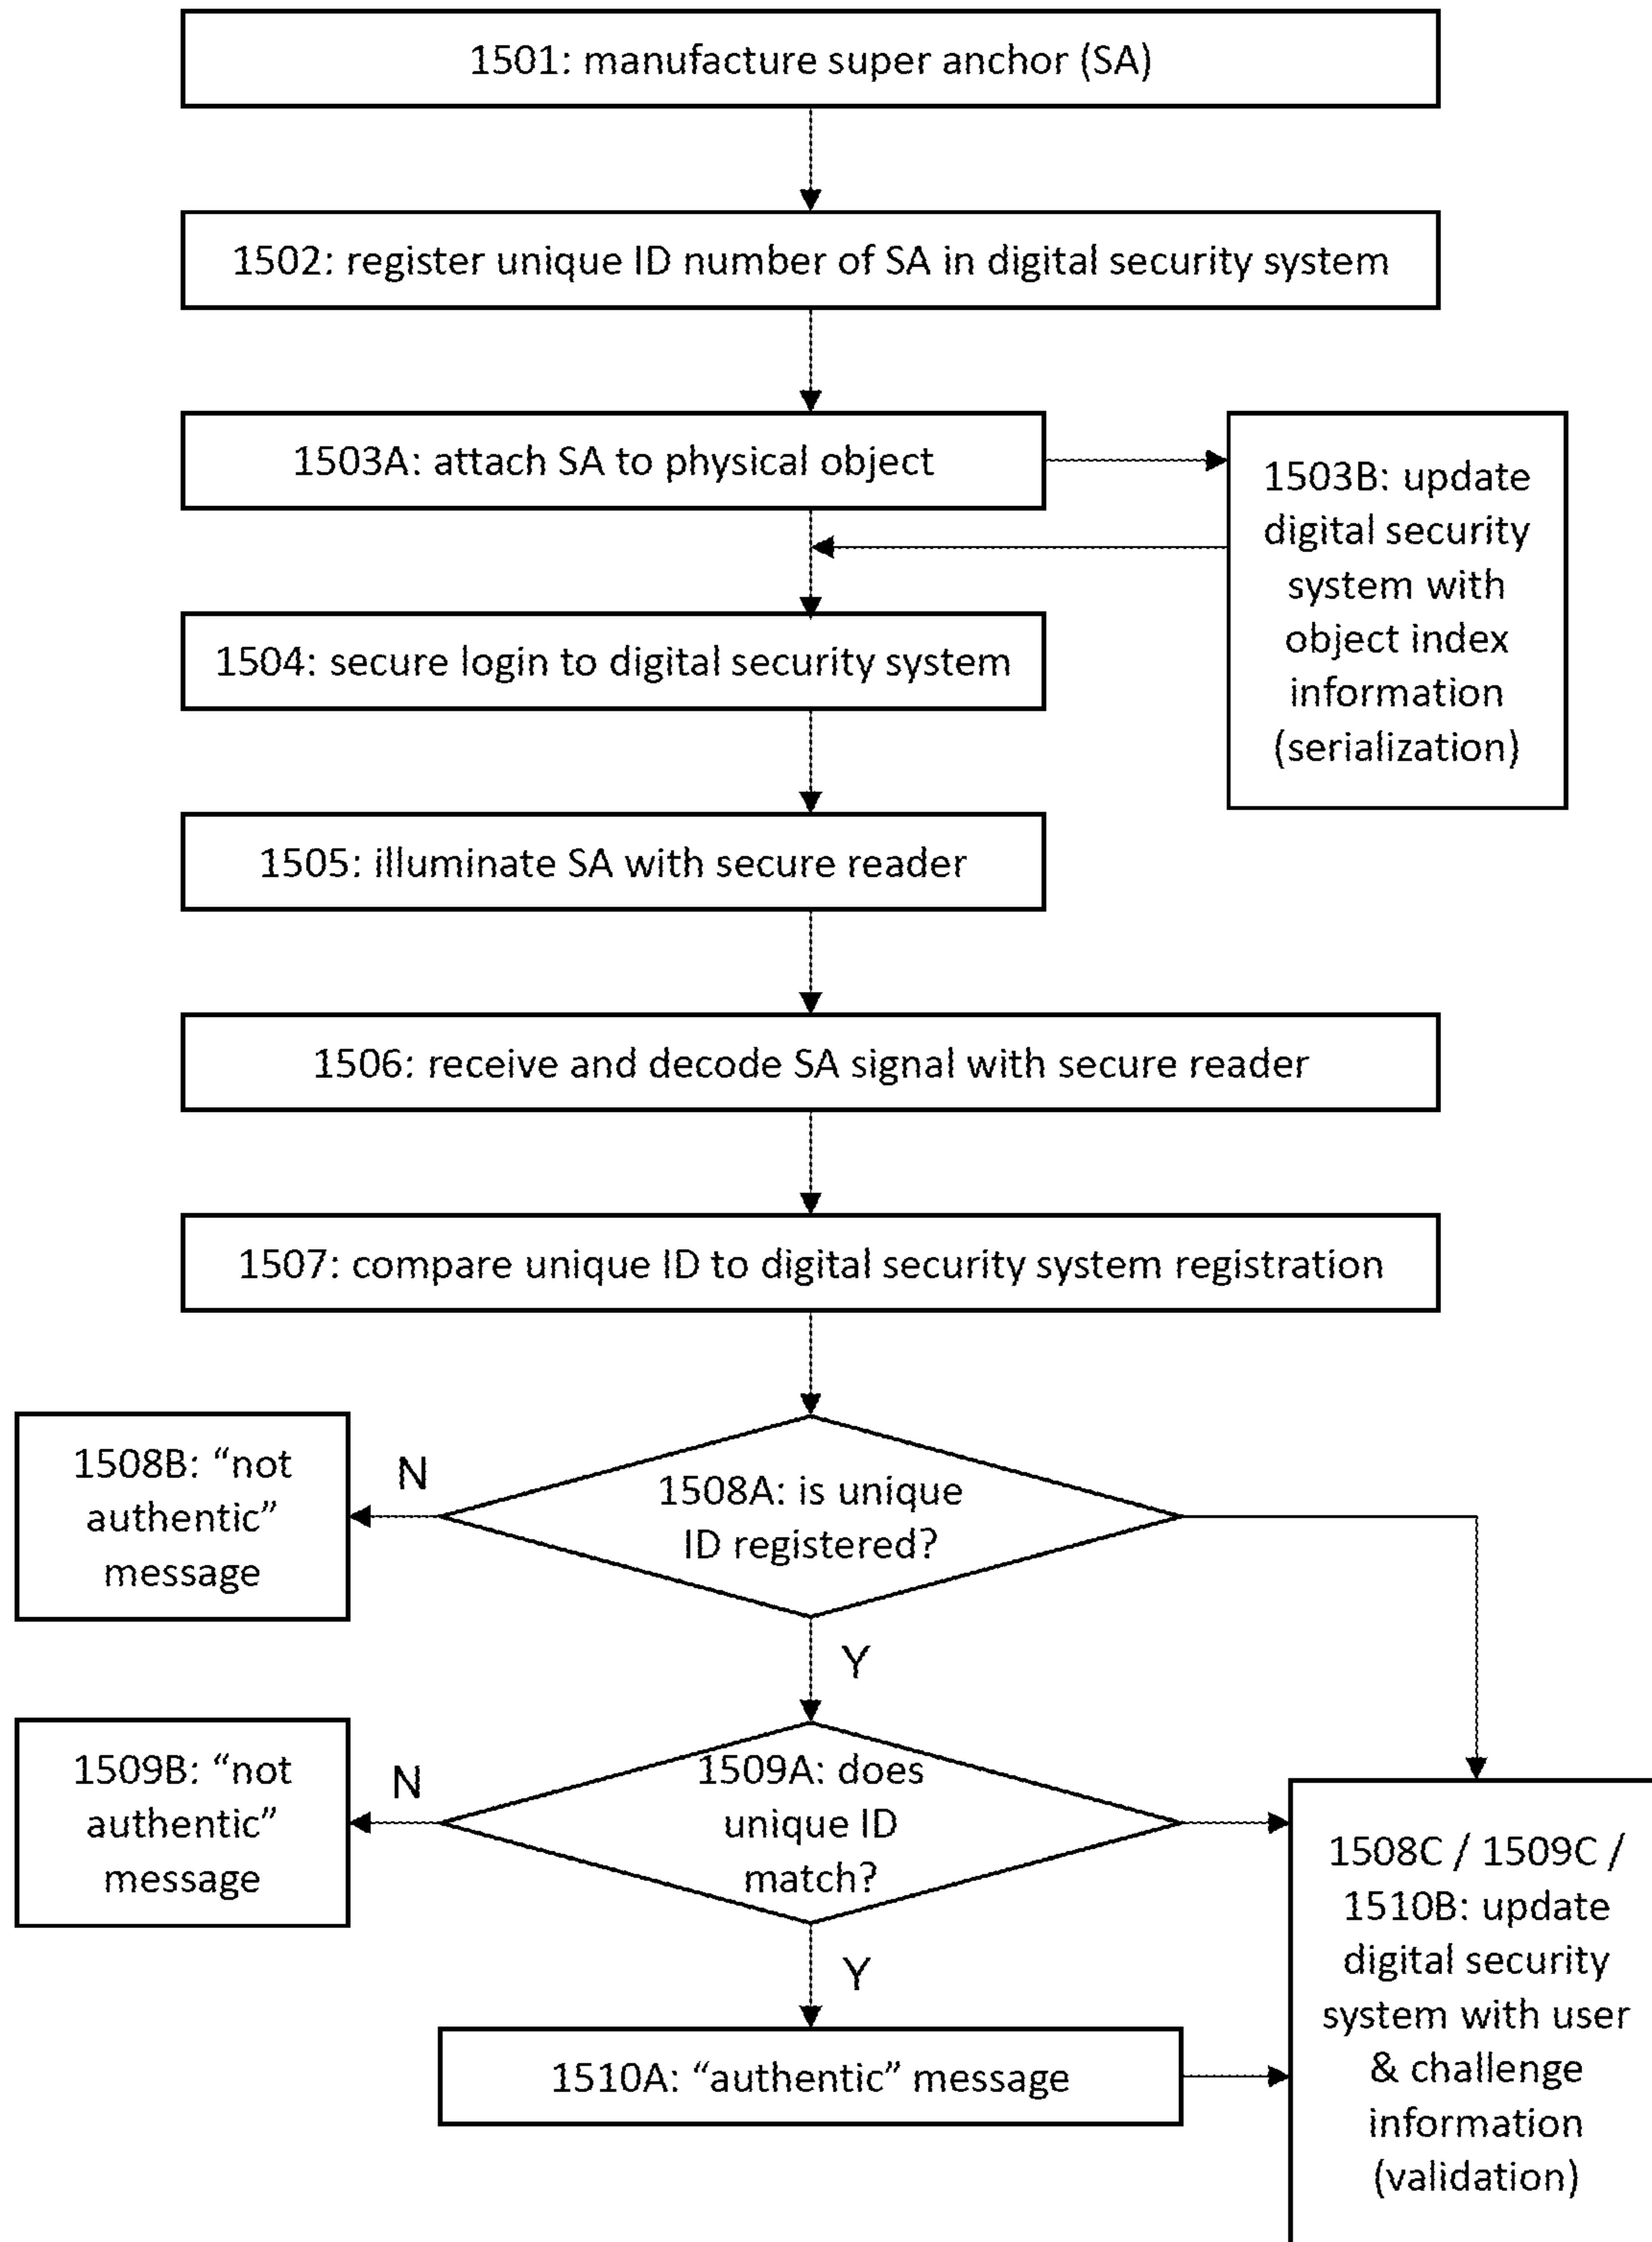 1501: manufacture super anchor (SA)
1502: register unique ID number of SA in digital security system
1503A: attach SA to physical object
1503B: update
digital security
system with
object index
information
(serialization)
1504: secure login to digital security system
1505: illuminate SA with secure reader
1506: receive and decode SA signal with secure reader
1507: compare unique ID to digital security system registration
1508B: “not
authentic”
message
N
1508A: is unique
ID registered?
Y
1509B: “not
authentic”
message
N
1509A: does
unique ID
match?
Y
1508C / 1509C /
1510B: update
digital security
system with user
& challenge
information
(validation)
1510A: “authentic” message